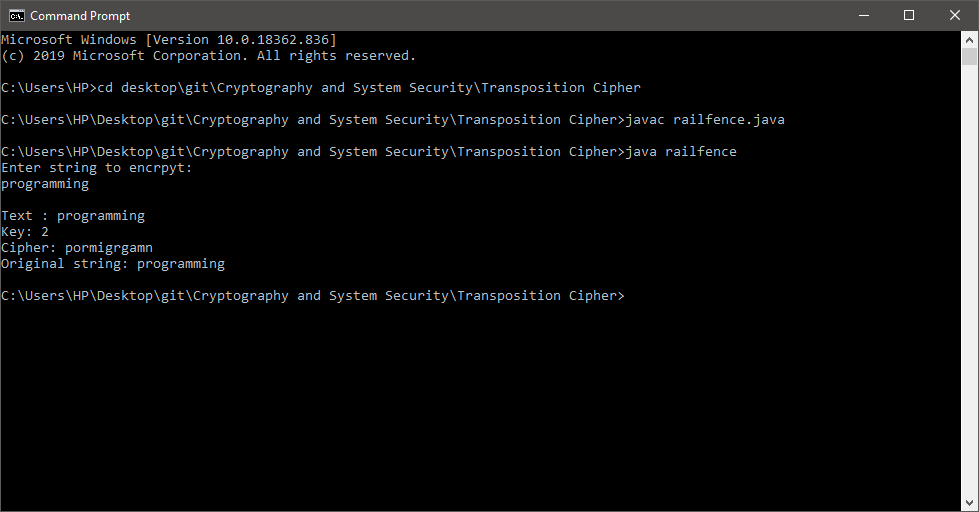 Command Prompt
Microsoft Windows [Version 10.0.18362.836]
(c) 2019 Microsoft Corporation. All rights reserved.
C:\Users\HP>cd desktop\git\Cryptography and System Security\Transposition Cipher
C:\Users\HP\Desktop\git\Cryptography and System Security\Transposition Cipher>javac railfence.java
C:\Users\HP\Desktop\git\Cryptography and System Security\Transposition Cipher>java railfence
Enter string to encrpyt:
programming
Text : programming
Key: 2
Cipher: pormigrgamn
Original string: programming
C:\Users\HP\Desktop\git\Cryptography and System Security\Transposition Cipher>